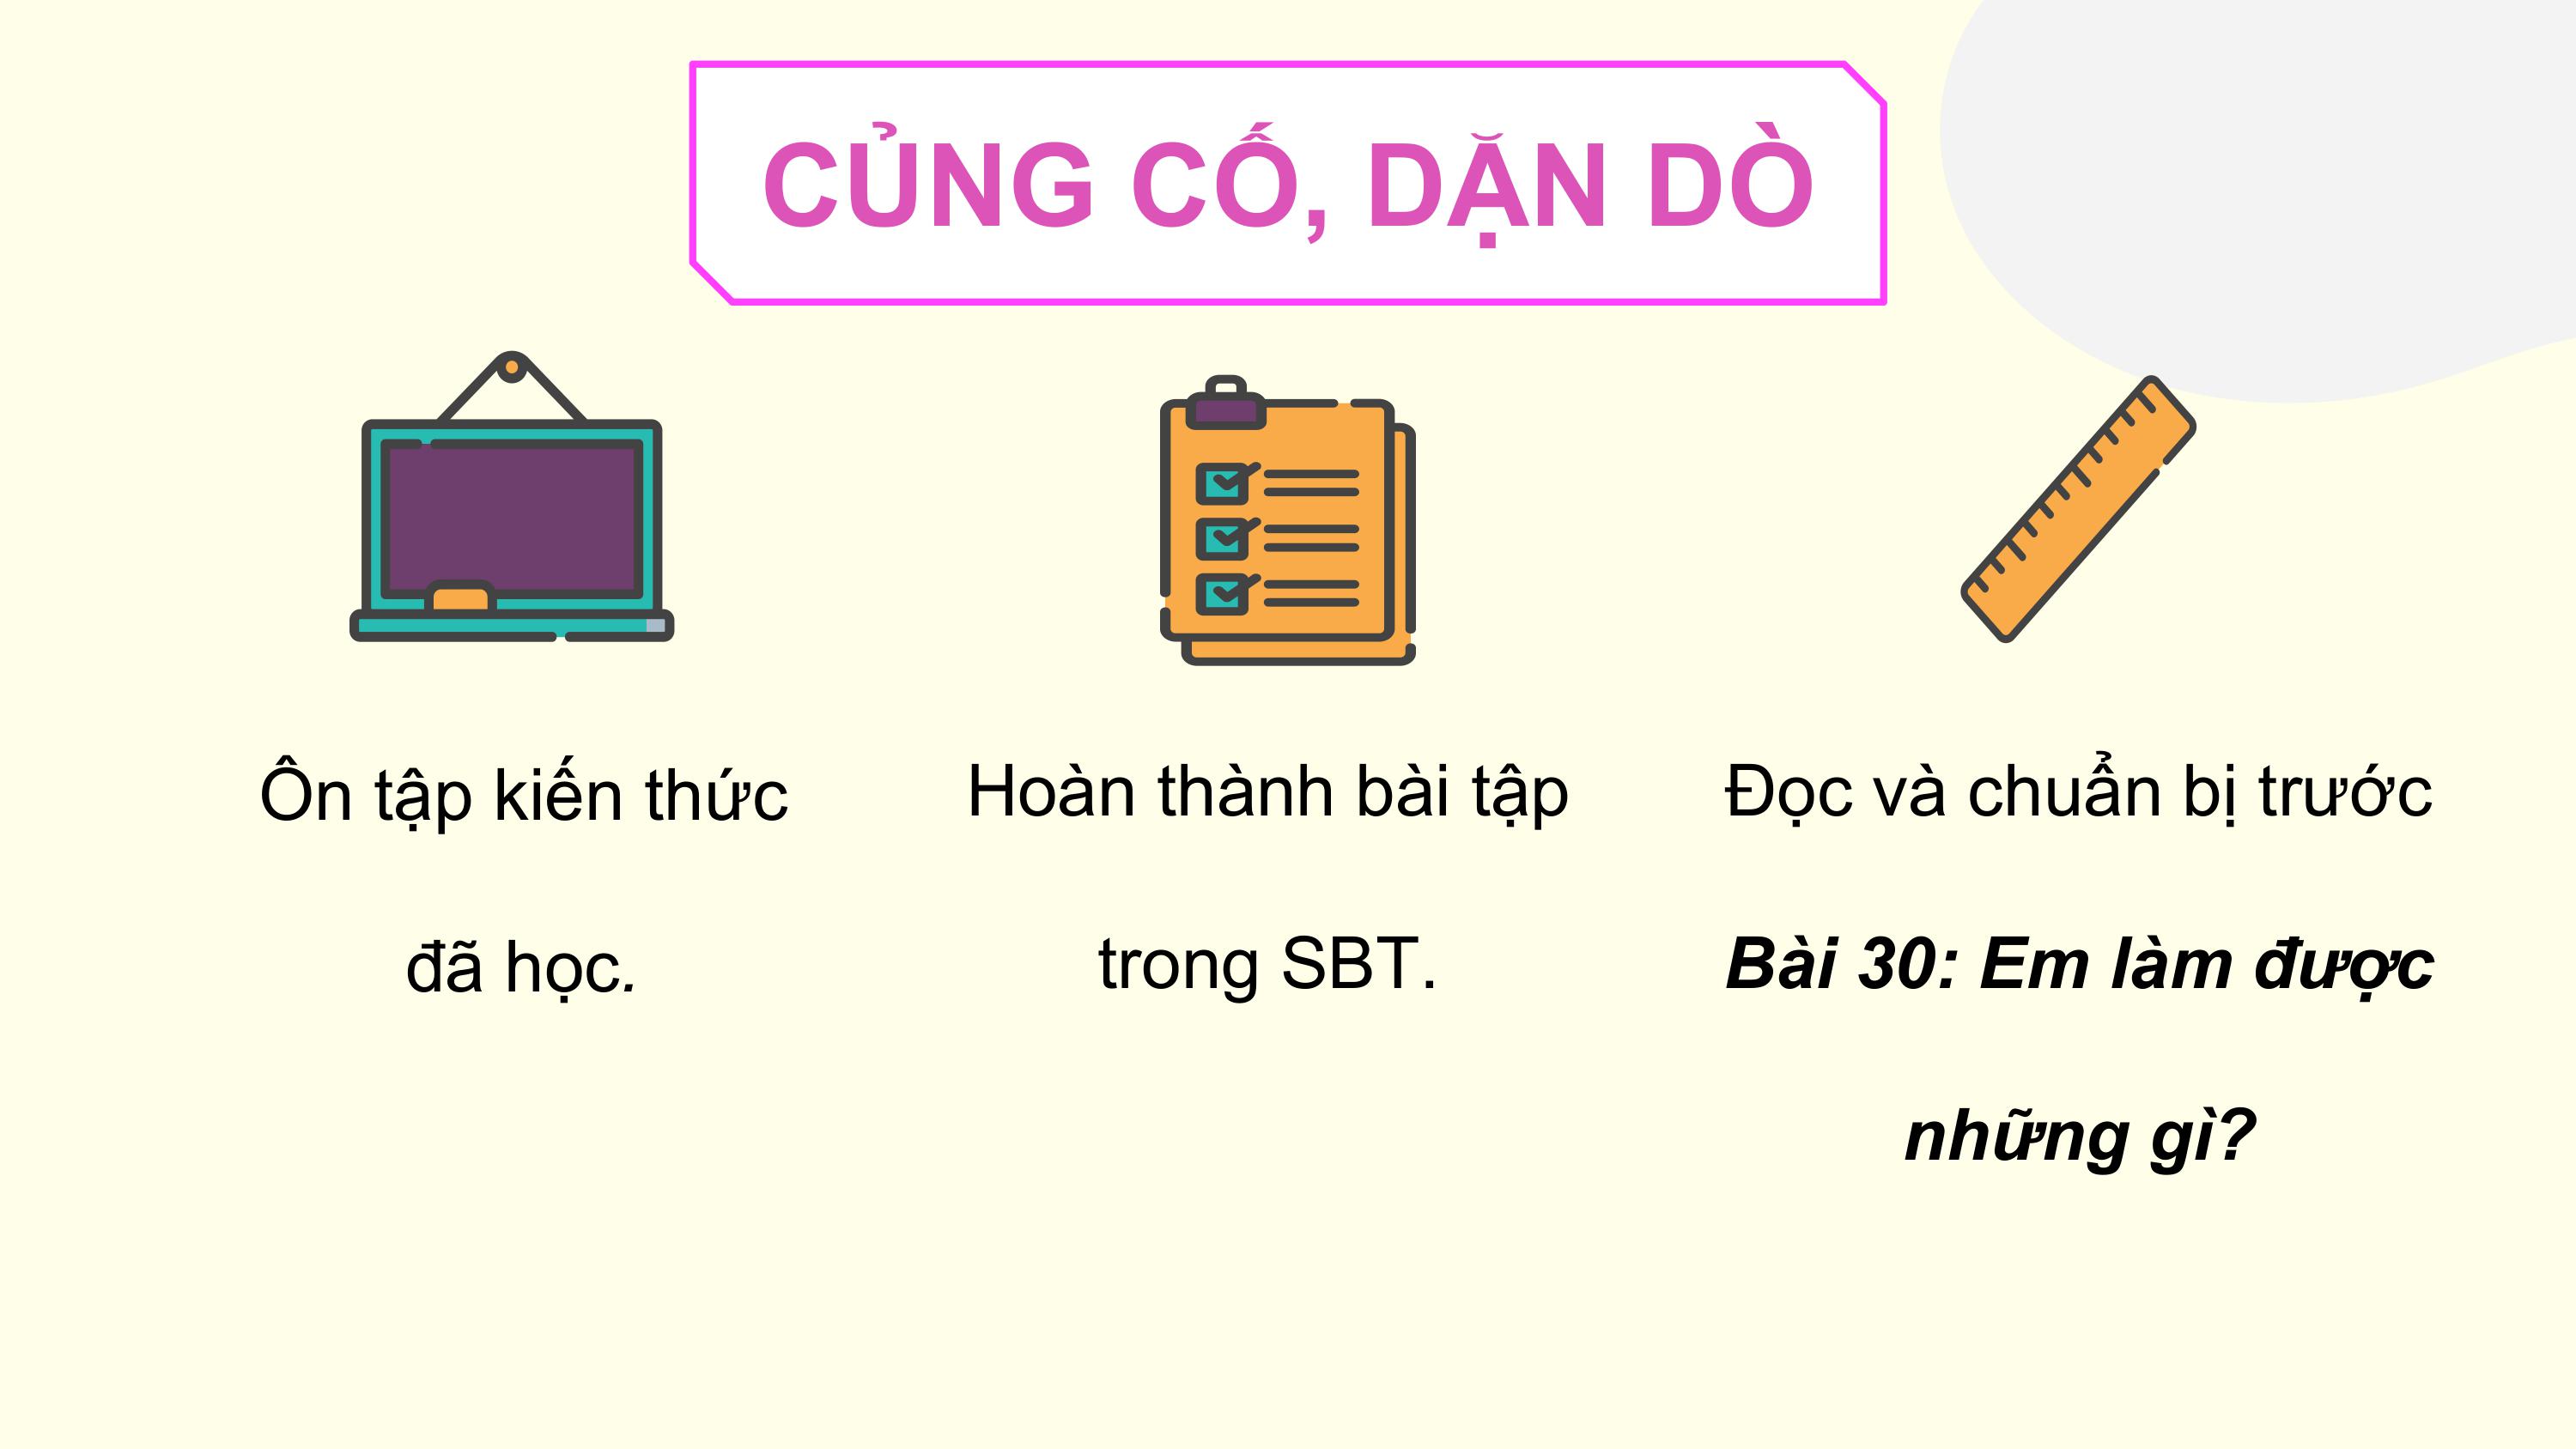 CỦNG CỐ, DẶN DÒ
Ôn tập kiến thức
đã học.
Hoàn thành bài tập
trong SBT.
Đọc và chuẩn bị trước
Bài 30: Em làm được
những gì?